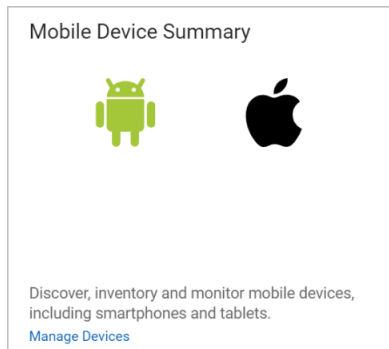 Mobile Device Summary
Discover, inventory and monitor mobile devices,
including smartphones and tablets.
Manage Devices